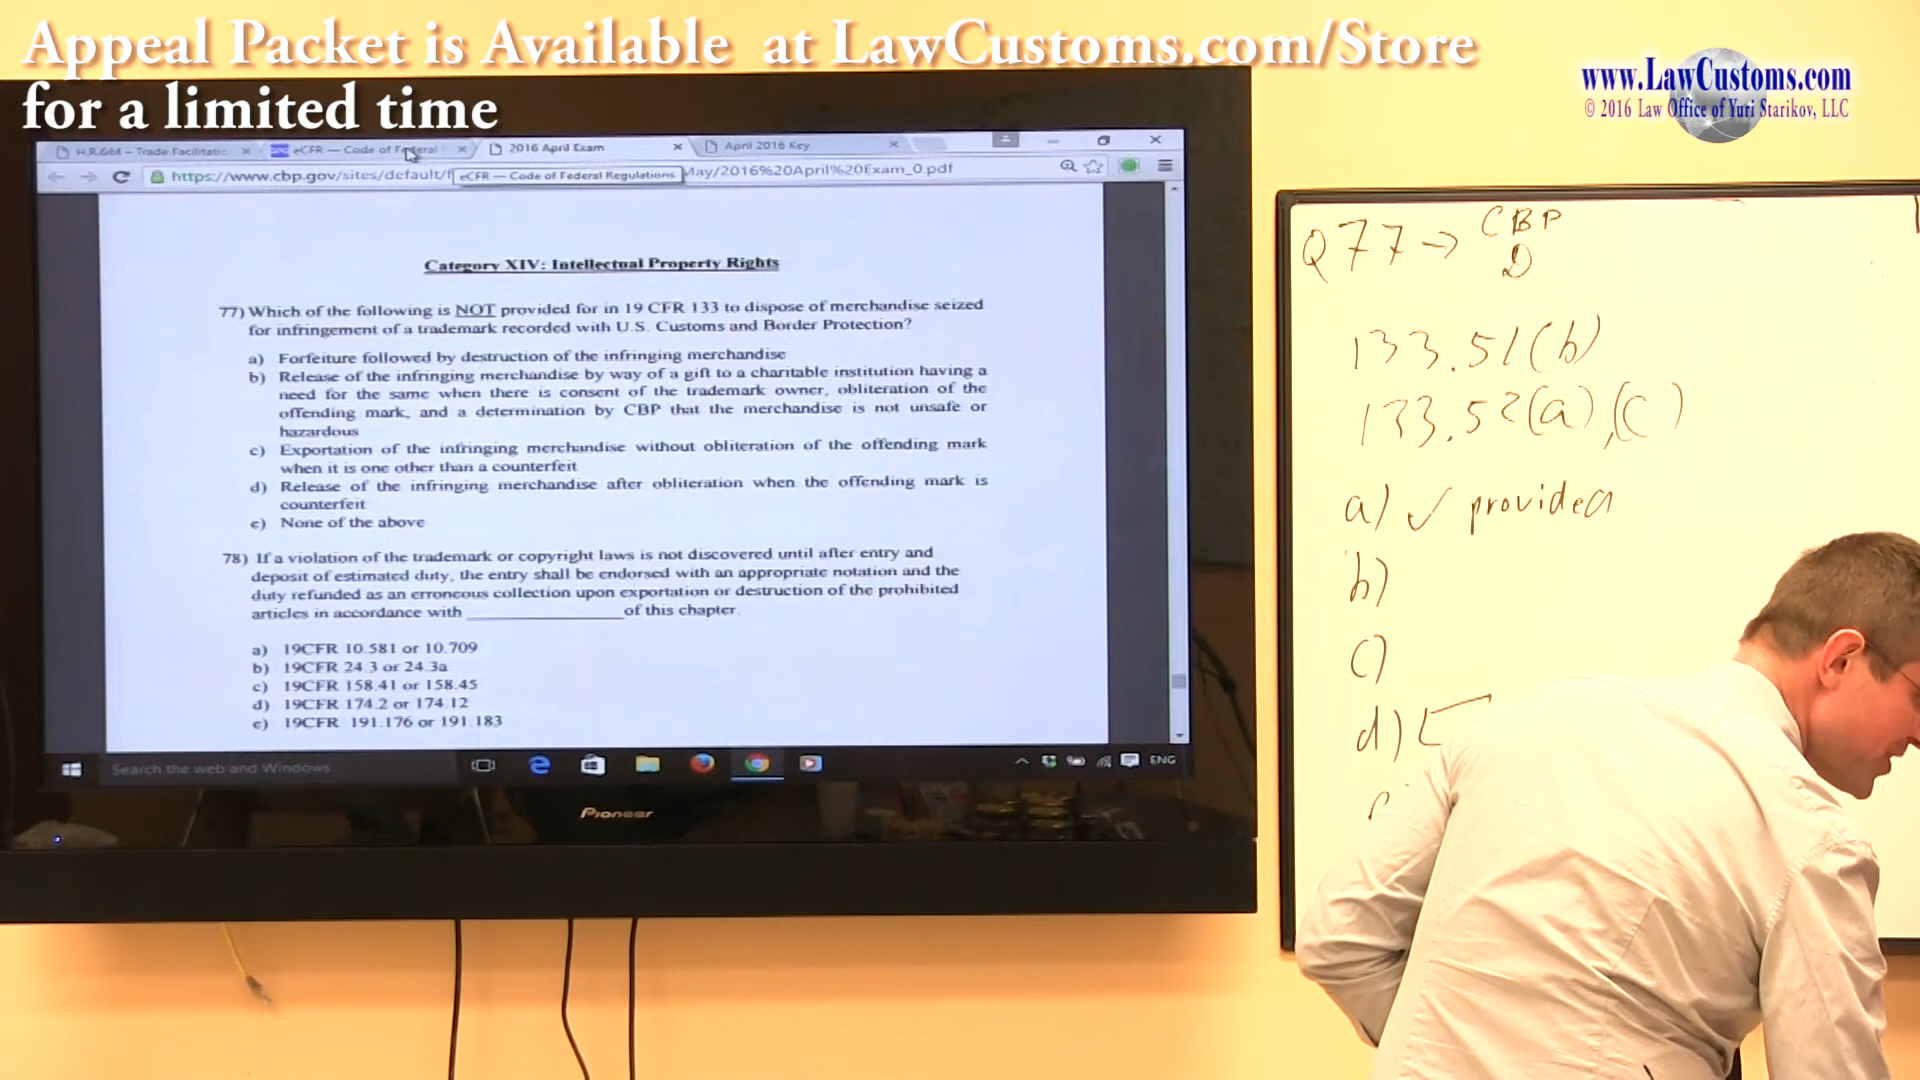 Appeal Packet is Available at LawCustoms.com/Store
for a limited time
www.LawCustoms.com
© 2016 Law Office of Yuri Starikov, LLC
H.R.644 – Trade Facilitatio
eCFR — Code of Federal
2016 April Exam
April 2016 Key
https://www.cbp.gov/sites/default/f
eCFR — Code of Federal Regulations
May/2016%20April%20Exam_0.pdf
Category XIV: Intellectual Property Rights
77) Which of the following is NOT provided for in 19 CFR 133 to dispose of merchandise seized
for infringement of a trademark recorded with U.S. Customs and Border Protection?
a) Forfeiture followed by destruction of the infringing merchandise
b) Release of the infringing merchandise by way of a gift to a charitable institution having a
need for the same when there is consent of the trademark owner, obliteration of the
offending mark, and a determination by CBP that the merchandise is not unsafe or
hazardous
c) Exportation of the infringing merchandise without obliteration of the offending mark
when it is one other than a counterfeit
d) Release of the infringing merchandise after obliteration when the offending mark is
counterfeit
e) None of the above
78) If a violation of the trademark or copyright laws is not discovered until after entry and
deposit of estimated duty, the entry shall be endorsed with an appropriate notation and the
duty refunded as an erroneous collection upon exportation or destruction of the prohibited
articles in accordance with _______________ of this chapter.
a) 19CFR 10.581 or 10.709
b) 19CFR 24.3 or 24.3a
c) 19CFR 158.41 or 158.45
d) 19CFR 174.2 or 174.12
e) 19CFR 191.176 or 191.183
Search the web and Windows
ENG
Pioneer
Q77→ CBP
D
133.51(b)
133.52(a),(c)
a) ✓ provided
b)
c)
d)